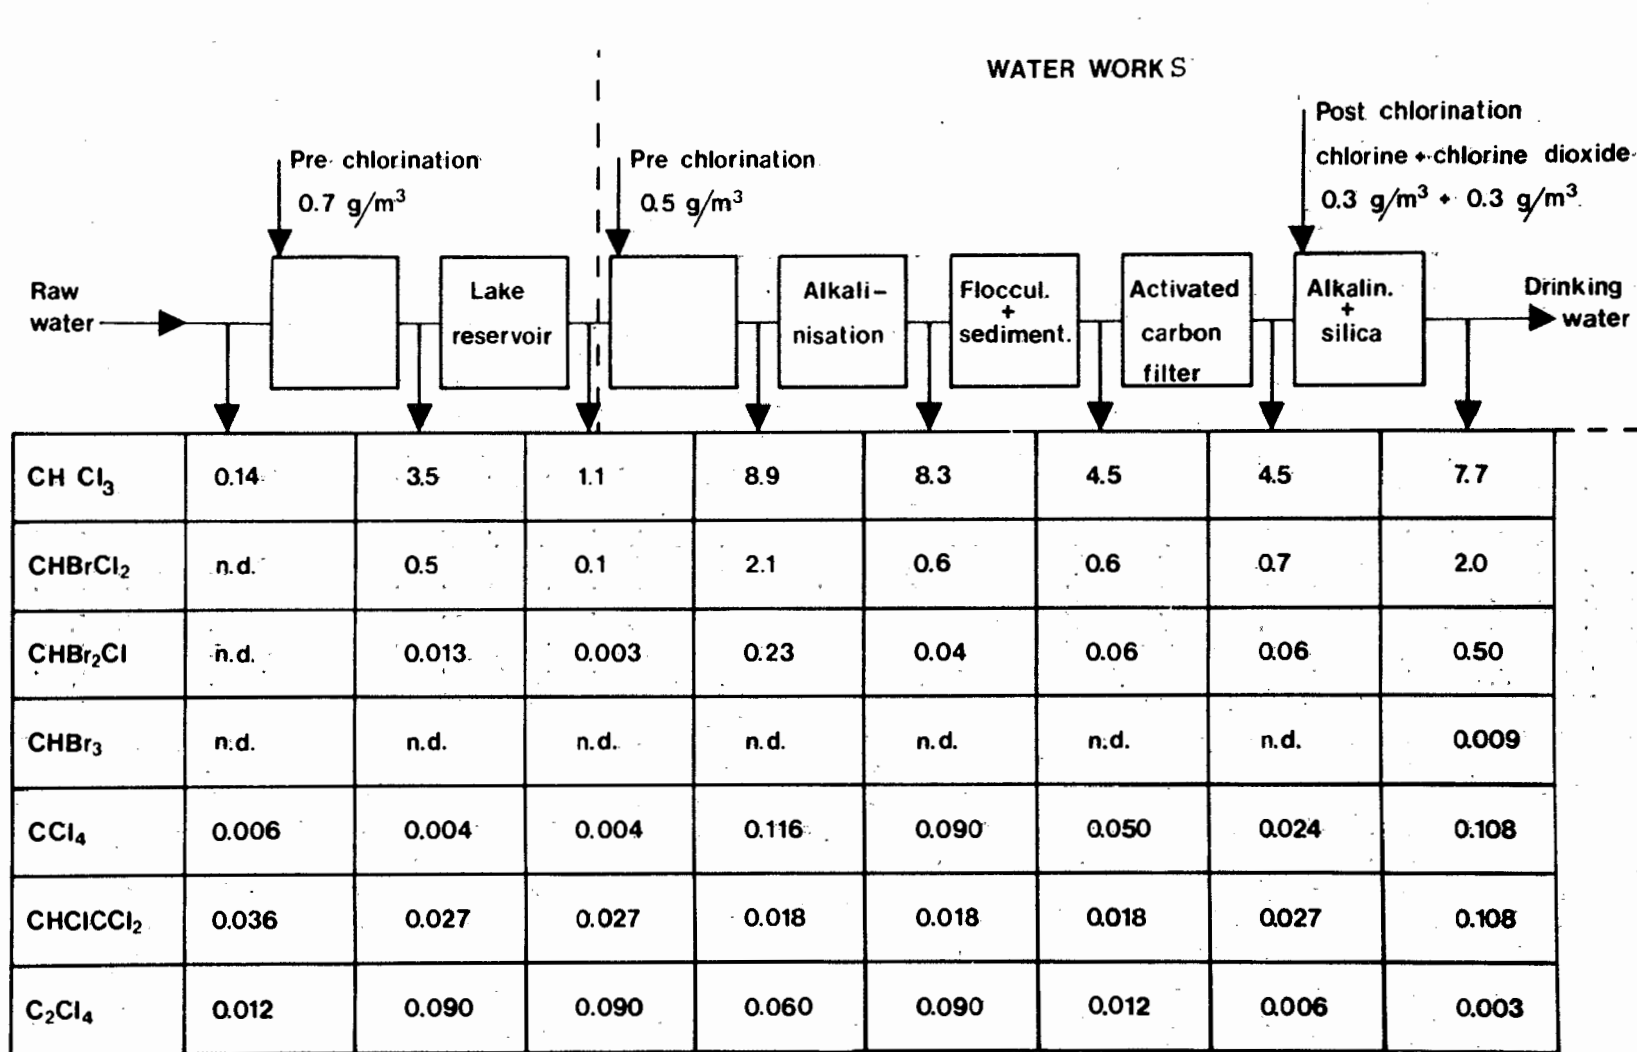 WATER WORKS
Post chlorination
chlorine + chlorine dioxide
0.3 g/m³ + 0.3 g/m³
Pre chlorination
0.7 g/m³
Pre chlorination
0.5 g/m³
Raw
water
Lake
reservoir
Alkali–
nisation
Floccul.
+
sediment.
Activated
carbon
filter
Alkalin.
+
silica
Drinking
water
CH Cl₃ 0.14 3.5 1.1 8.9 8.3 4.5 4.5 7.7
CHBrCl₂ n.d. 0.5 0.1 2.1 0.6 0.6 0.7 2.0
CHBr₂Cl n.d. 0.013 0.003 0.23 0.04 0.06 0.06 0.50
CHBr₃ n.d. n.d. n.d. n.d. n.d. n.d. n.d. 0.009
CCl₄ 0.006 0.004 0.004 0.116 0.090 0.050 0.024 0.108
CHClCCl₂ 0.036 0.027 0.027 0.018 0.018 0.018 0.027 0.108
C₂Cl₄ 0.012 0.090 0.090 0.060 0.090 0.012 0.006 0.003